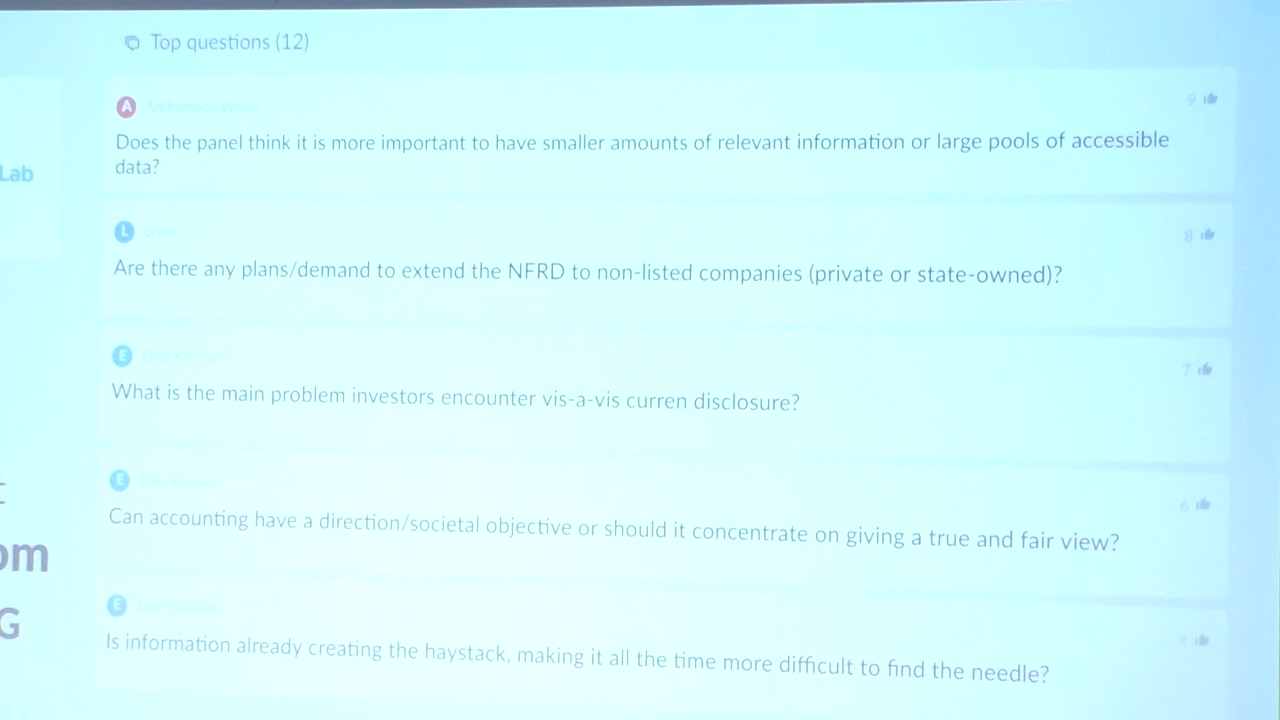 Top questions (12)
A
9
Does the panel think it is more important to have smaller amounts of relevant information or large pools of accessible
data?
Lab
L
8
Are there any plans/demand to extend the NFRD to non-listed companies (private or state-owned)?
E
7
What is the main problem investors encounter vis-a-vis curren disclosure?
E
6
Can accounting have a direction/societal objective or should it concentrate on giving a true and fair view?
om
E
4
G
Is information already creating the haystack, making it all the time more difficult to find the needle?